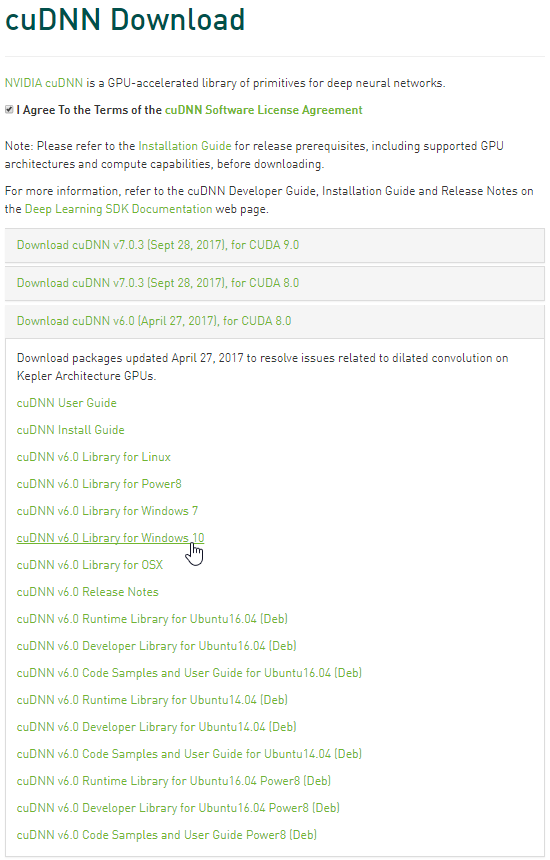 cuDNN Download
NVIDIA cuDNN is a GPU-accelerated library of primitives for deep neural networks.
I Agree To the Terms of the cuDNN Software License Agreement
Note: Please refer to the Installation Guide for release prerequisites, including supported GPU
architectures and compute capabilities, before downloading.
For more information, refer to the cuDNN Developer Guide, Installation Guide and Release Notes on
the Deep Learning SDK Documentation web page.
Download cuDNN v7.0.3 (Sept 28, 2017), for CUDA 9.0
Download cuDNN v7.0.3 (Sept 28, 2017), for CUDA 8.0
Download cuDNN v6.0 (April 27, 2017), for CUDA 8.0
Download packages updated April 27, 2017 to resolve issues related to dilated convolution on
Kepler Architecture GPUs.
cuDNN User Guide
cuDNN Install Guide
cuDNN v6.0 Library for Linux
cuDNN v6.0 Library for Power8
cuDNN v6.0 Library for Windows 7
cuDNN v6.0 Library for Windows 10
cuDNN v6.0 Library for OSX
cuDNN v6.0 Release Notes
cuDNN v6.0 Runtime Library for Ubuntu16.04 (Deb)
cuDNN v6.0 Developer Library for Ubuntu16.04 (Deb)
cuDNN v6.0 Code Samples and User Guide for Ubuntu16.04 (Deb)
cuDNN v6.0 Runtime Library for Ubuntu14.04 (Deb)
cuDNN v6.0 Developer Library for Ubuntu14.04 (Deb)
cuDNN v6.0 Code Samples and User Guide for Ubuntu14.04 (Deb)
cuDNN v6.0 Runtime Library for Ubuntu16.04 Power8 (Deb)
cuDNN v6.0 Developer Library for Ubuntu16.04 Power8 (Deb)
cuDNN v6.0 Code Samples and User Guide Power8 (Deb)